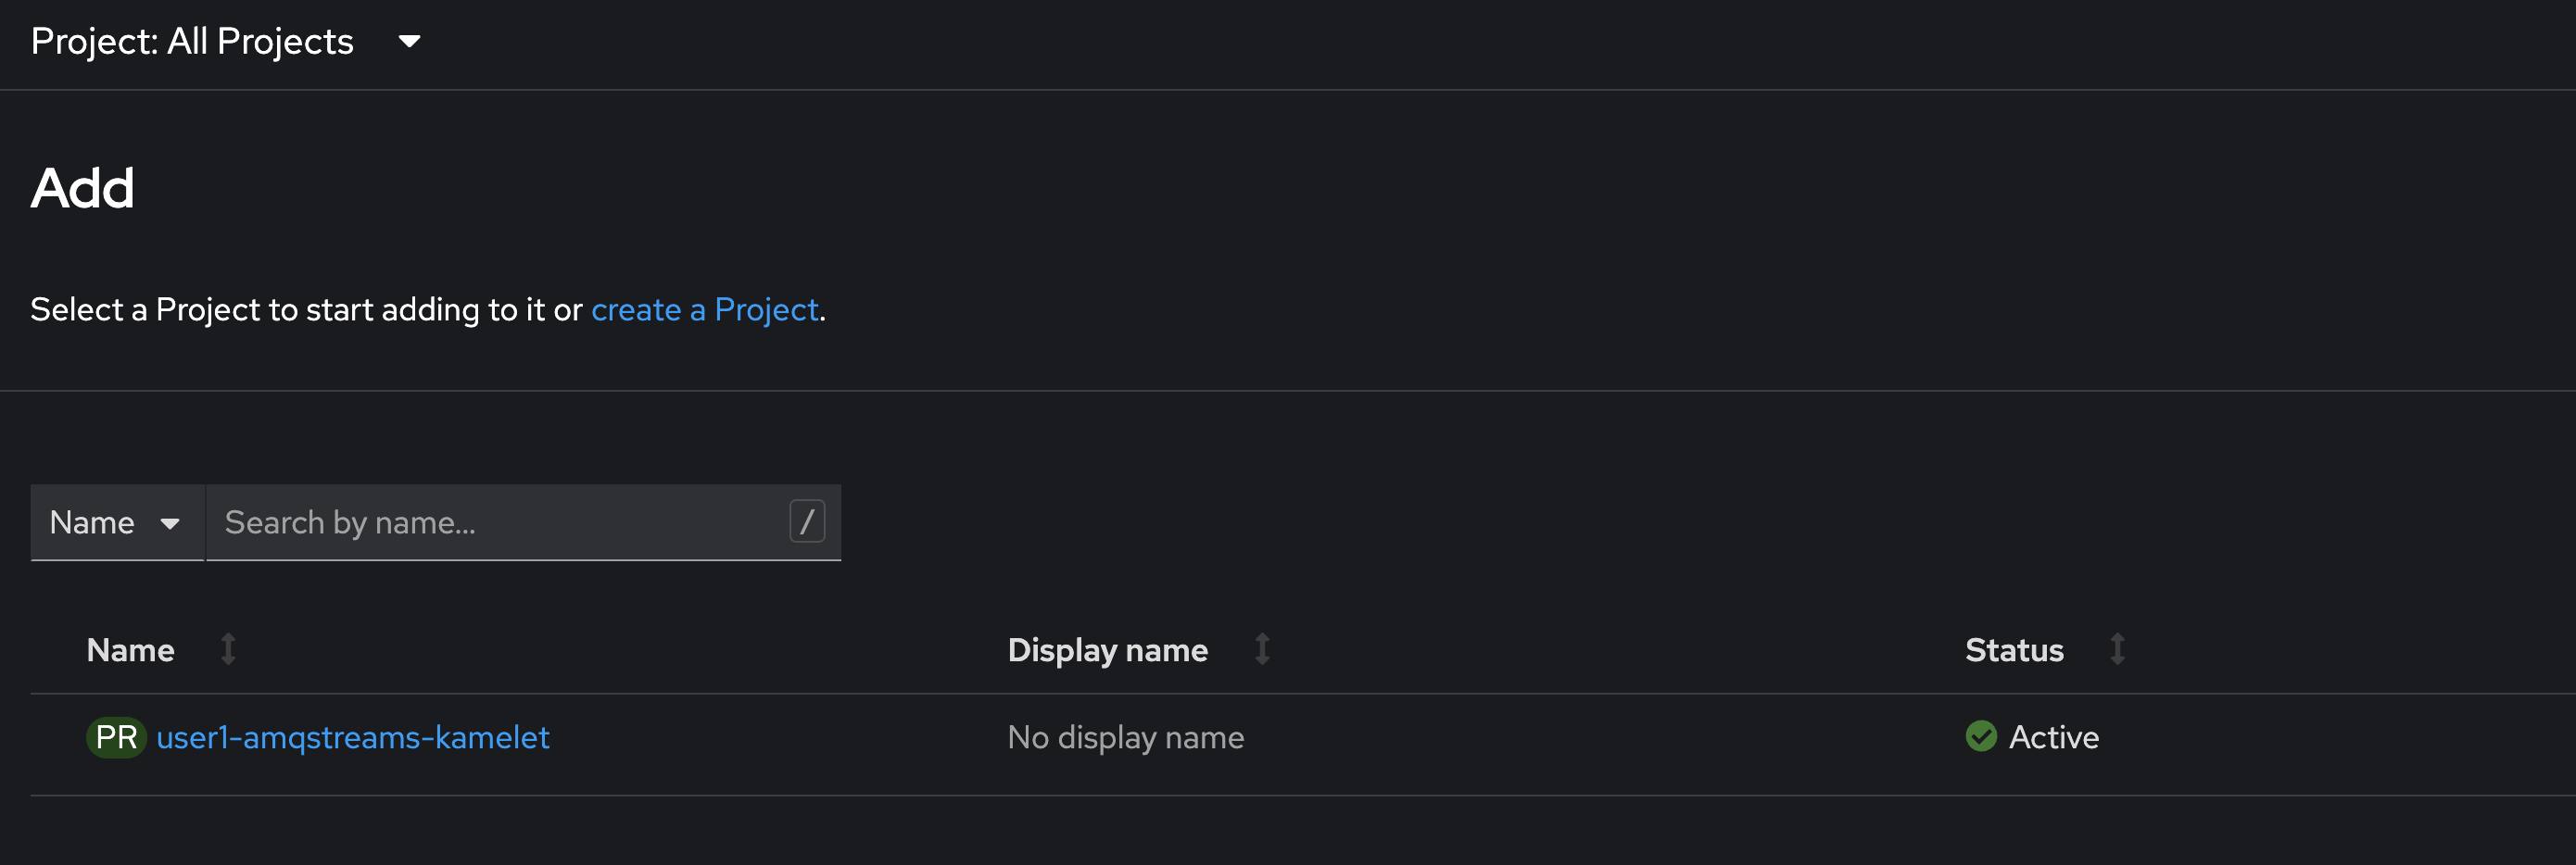 Project: All Projects
Add
Select a Project to start adding to it or create a Project.
Name Search by name... /
Name Display name Status
PR user1-amqstreams-kamelet No display name Active